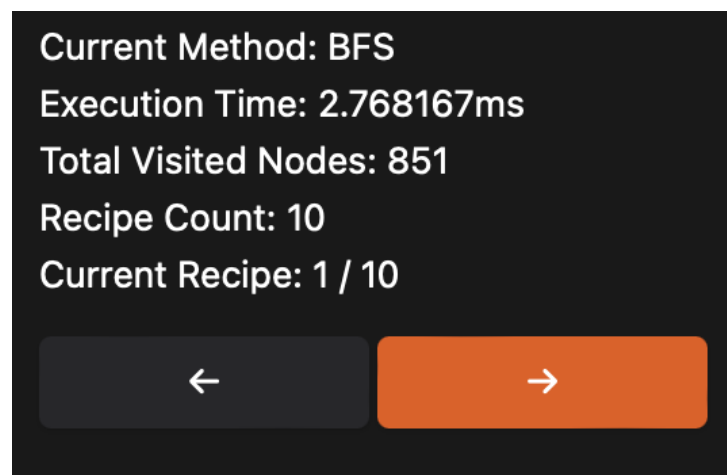 Current Method: BFS
Execution Time: 2.768167ms
Total Visited Nodes: 851
Recipe Count: 10
Current Recipe: 1 / 10
← →